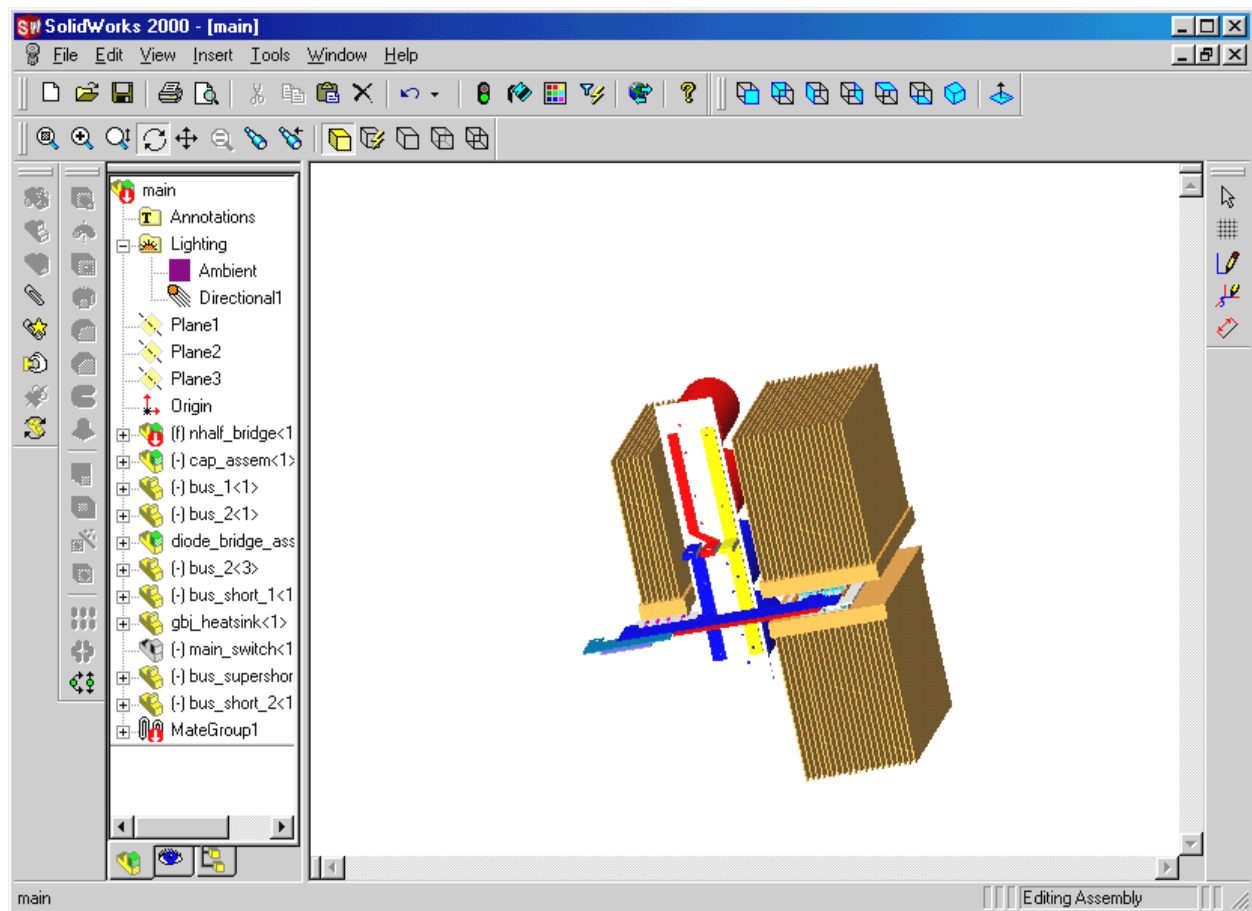 SolidWorks 2000 - [main]
File Edit View Insert Tools Window Help
main
Annotations
Lighting
Ambient
Directional1
Plane1
Plane2
Plane3
Origin
(f) nhalf_bridge<1
(-) cap_assem<1>
(-) bus_1<1>
(-) bus_2<1>
diode_bridge_ass
(-) bus_2<3>
(-) bus_short_1<1
gbj_heatsink<1>
(-) main_switch<1
(-) bus_supershor
(-) bus_short_2<1
MateGroup1
main
Editing Assembly